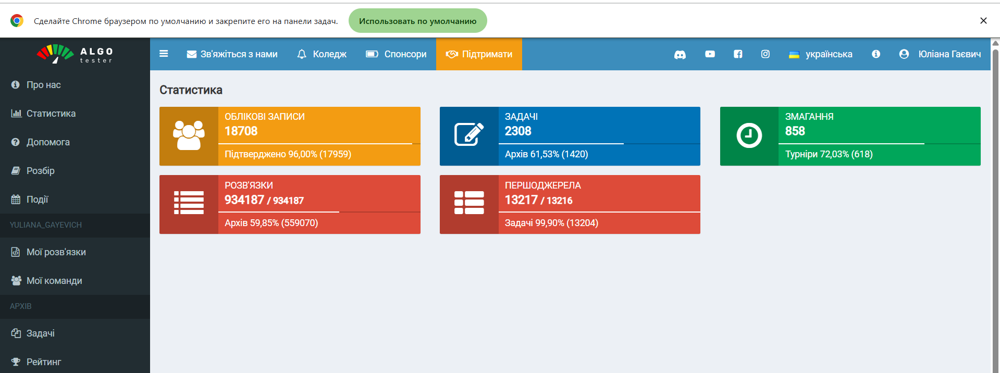 Сделайте Chrome браузером по умолчанию и закрепите его на панели задач.
Использовать по умолчанию
ALGO
tester
Зв'яжіться з нами
Коледж
Спонсори
Підтримати
українська
Юліана Гаєвич
Про нас
Статистика
Допомога
Розбір
Події
YULIANA_GAYEVICH
Мої розв'язки
Мої команди
АРХІВ
Задачі
Рейтинг
Статистика
ОБЛІКОВІ ЗАПИСИ
18708
Підтверджено 96,00% (17959)
ЗАДАЧІ
2308
Архів 61,53% (1420)
ЗМАГАННЯ
858
Турніри 72,03% (618)
РОЗВ'ЯЗКИ
934187 / 934187
Архів 59,85% (559070)
ПЕРШОДЖЕРЕЛА
13217 / 13216
Задачі 99,90% (13204)